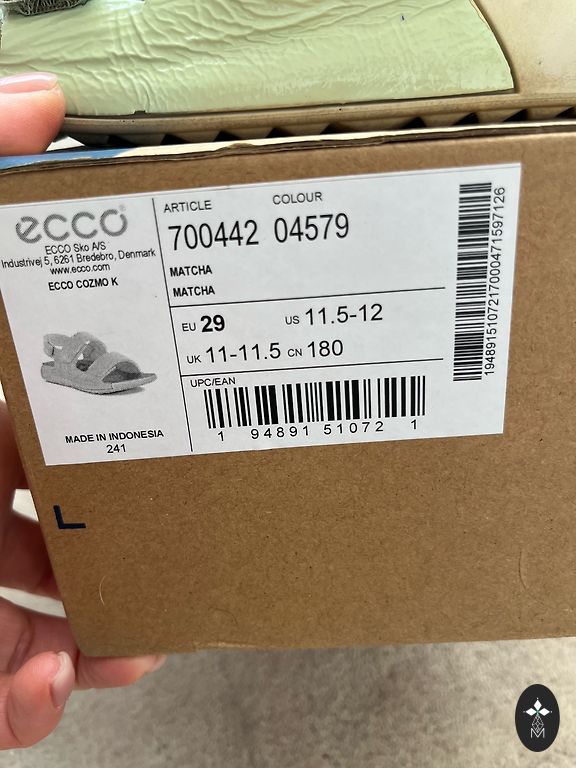 ecco
ECCO Sko A/S
Industrivej 5, 6261 Bredebro, Denmark
www.ecco.com
ECCO COZMO K
MADE IN INDONESIA
241
ARTICLE COLOUR
700442 04579
MATCHA
MATCHA
EU 29 US 11.5-12
UK 11-11.5 CN 180
UPC/EAN
1 94891 51072 1
1948915107217000471597126
L
M